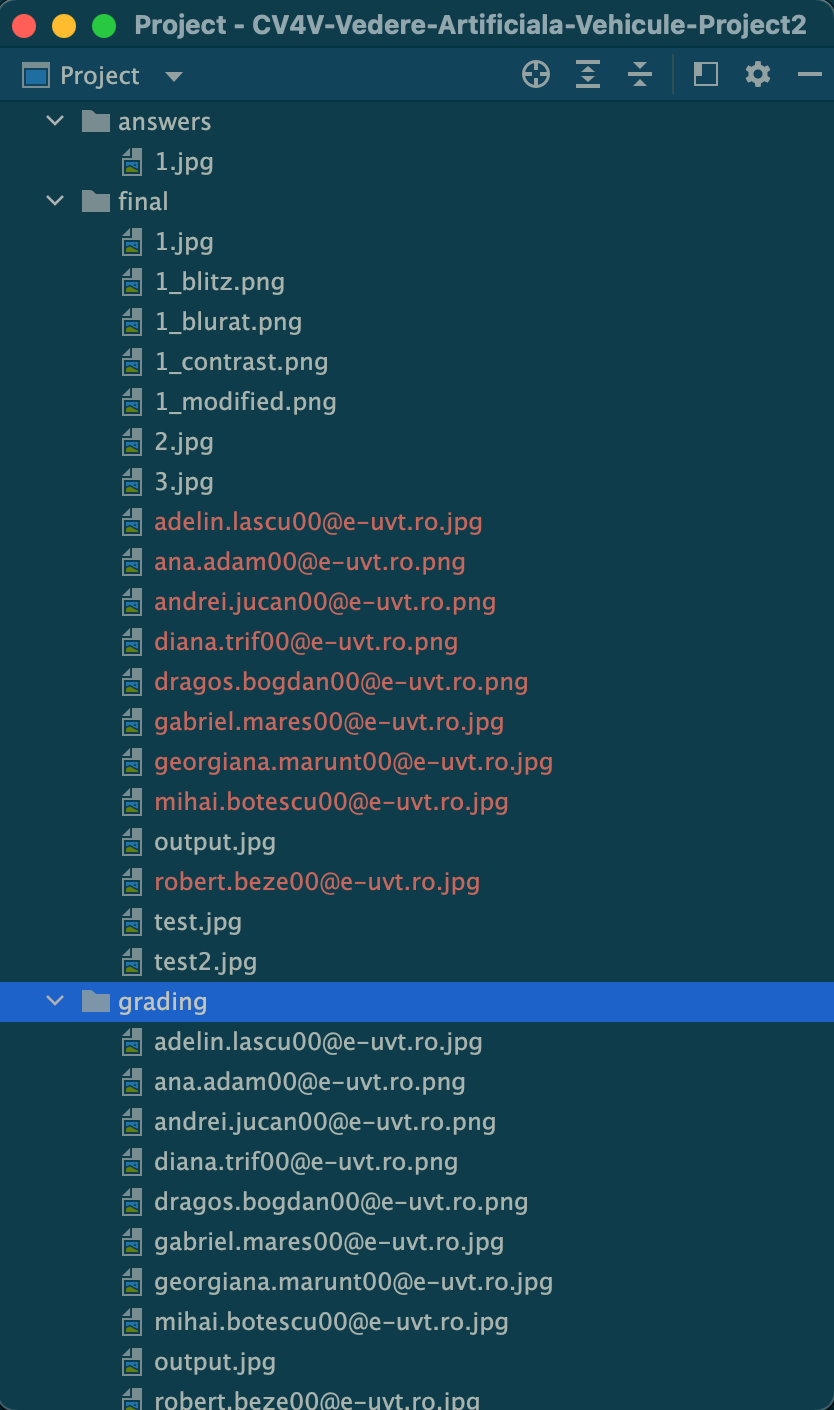 Project - CV4V-Vedere-Artificiala-Vehicule-Project2
Project
answers
1.jpg
final
1.jpg
1_blitz.png
1_blurat.png
1_contrast.png
1_modified.png
2.jpg
3.jpg
adelin.lascu00@e-uvt.ro.jpg
ana.adam00@e-uvt.ro.png
andrei.jucan00@e-uvt.ro.png
diana.trif00@e-uvt.ro.png
dragos.bogdan00@e-uvt.ro.png
gabriel.mares00@e-uvt.ro.jpg
georgiana.marunt00@e-uvt.ro.jpg
mihai.botescu00@e-uvt.ro.jpg
output.jpg
robert.beze00@e-uvt.ro.jpg
test.jpg
test2.jpg
grading
adelin.lascu00@e-uvt.ro.jpg
ana.adam00@e-uvt.ro.png
andrei.jucan00@e-uvt.ro.png
diana.trif00@e-uvt.ro.png
dragos.bogdan00@e-uvt.ro.png
gabriel.mares00@e-uvt.ro.jpg
georgiana.marunt00@e-uvt.ro.jpg
mihai.botescu00@e-uvt.ro.jpg
output.jpg
robert.beze00@e-uvt.ro.jpg